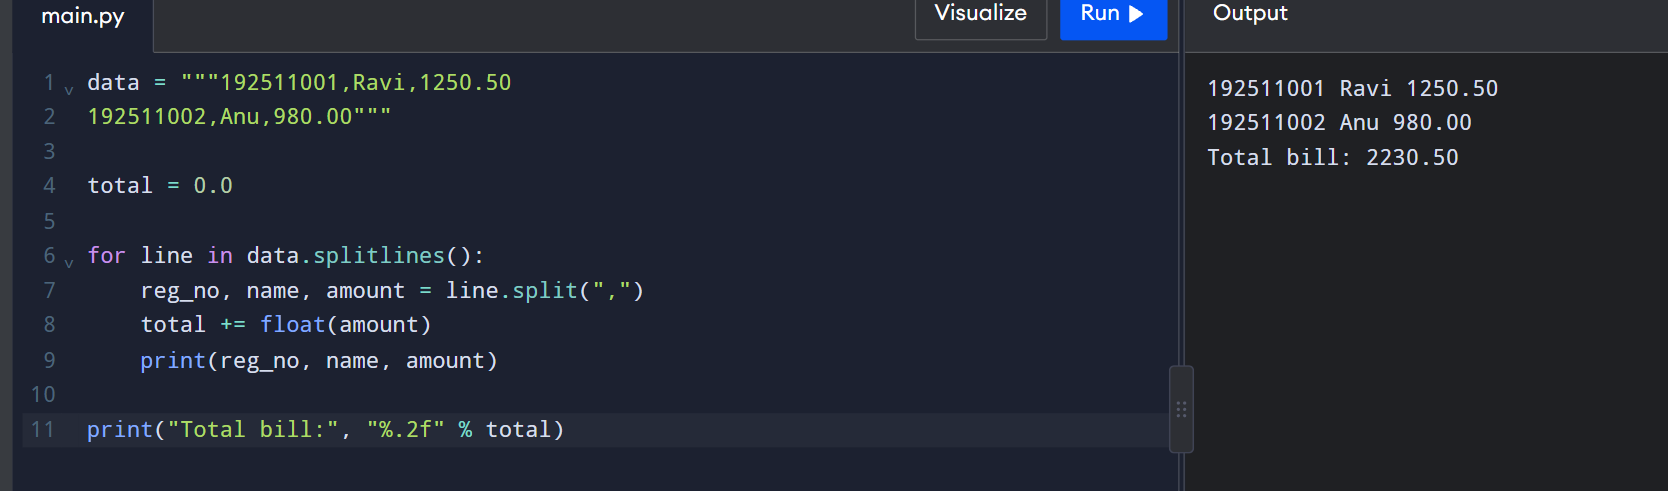 main.py
Visualize
Run
Output
1 data = """192511001,Ravi,1250.50
2 192511002,Anu,980.00"""
3
4 total = 0.0
5
6 for line in data.splitlines():
7     reg_no, name, amount = line.split(",")
8     total += float(amount)
9     print(reg_no, name, amount)
10
11 print("Total bill:", "%.2f" % total)
192511001 Ravi 1250.50
192511002 Anu 980.00
Total bill: 2230.50